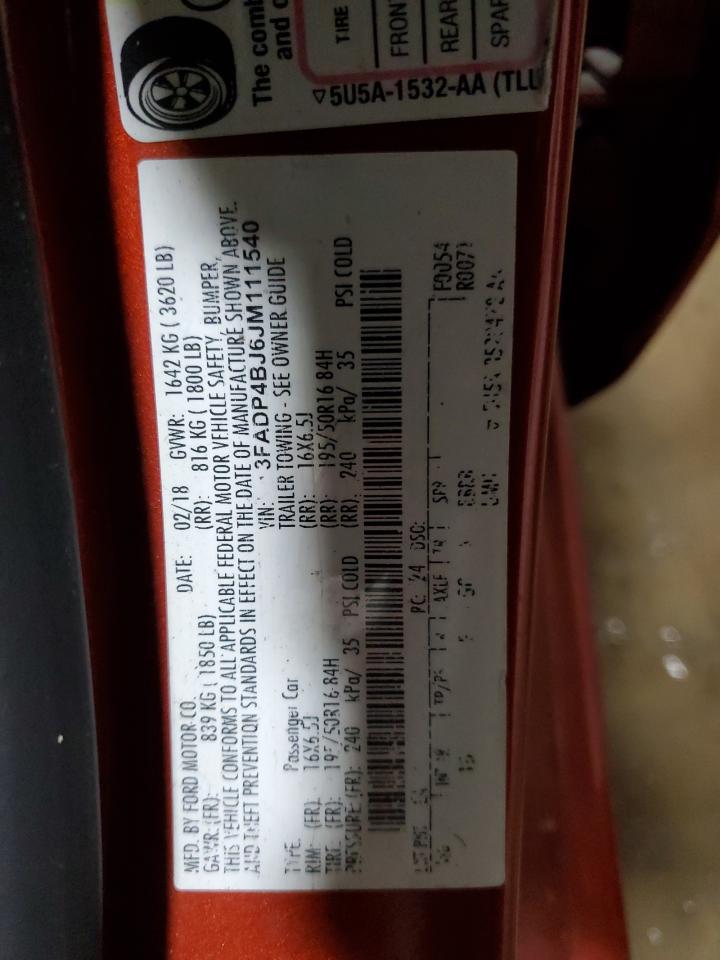 The comb
and o
TIRE
FRON
REAR
SPAR
▽5U5A-1532-AA (TLU
MFD. BY FORD MOTOR CO.
DATE: 02/18 GVWR: 1642 KG ( 3620 LB)
GAWR: (FR): 839 KG ( 1850 LB) (RR): 816 KG ( 1800 LB)
THIS VEHICLE CONFORMS TO ALL APPLICABLE FEDERAL MOTOR VEHICLE SAFETY, BUMPER,
AND THEFT PREVENTION STANDARDS IN EFFECT ON THE DATE OF MANUFACTURE SHOWN ABOVE.
VIN: 3FADP4BJ6JM111540
TYPE: Passenger Car TRAILER TOWING - SEE OWNER GUIDE
RIM: (FR): 16X6.5J (RR): 16X6.5J
TIRE: (FR): 195/50R16 84H (RR): 195/50R16 84H
PRESSURE (FR): 240 kPa/ 35 PSI COLD (RR): 240 kPa/ 35 PSI COLD
PC: 24 DSO: F0054
AXLE TR SPR R0071